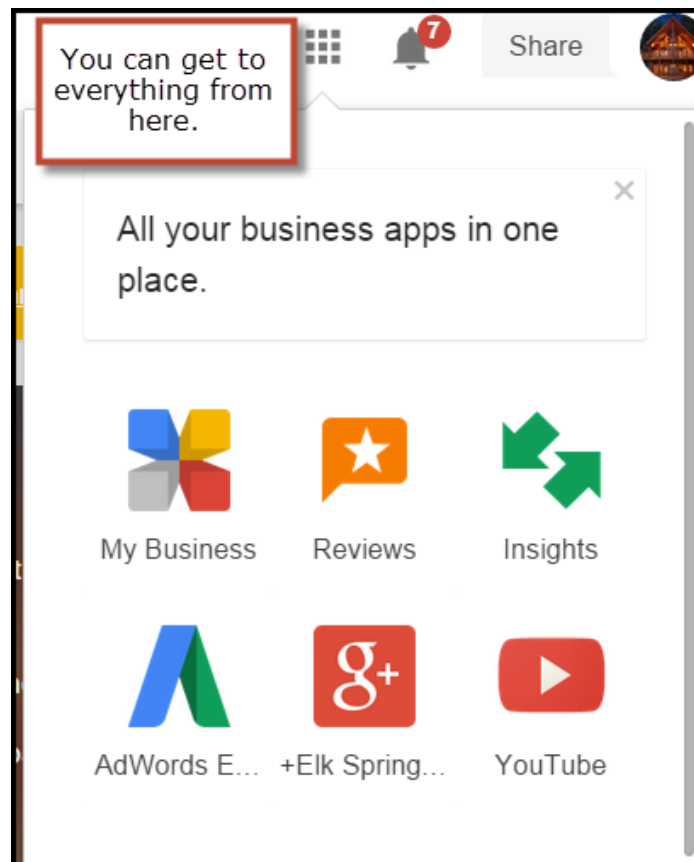 You can get to
everything from
here.
7
Share
All your business apps in one
place.
My Business
Reviews
Insights
g+
AdWords E...
+Elk Spring...
YouTube